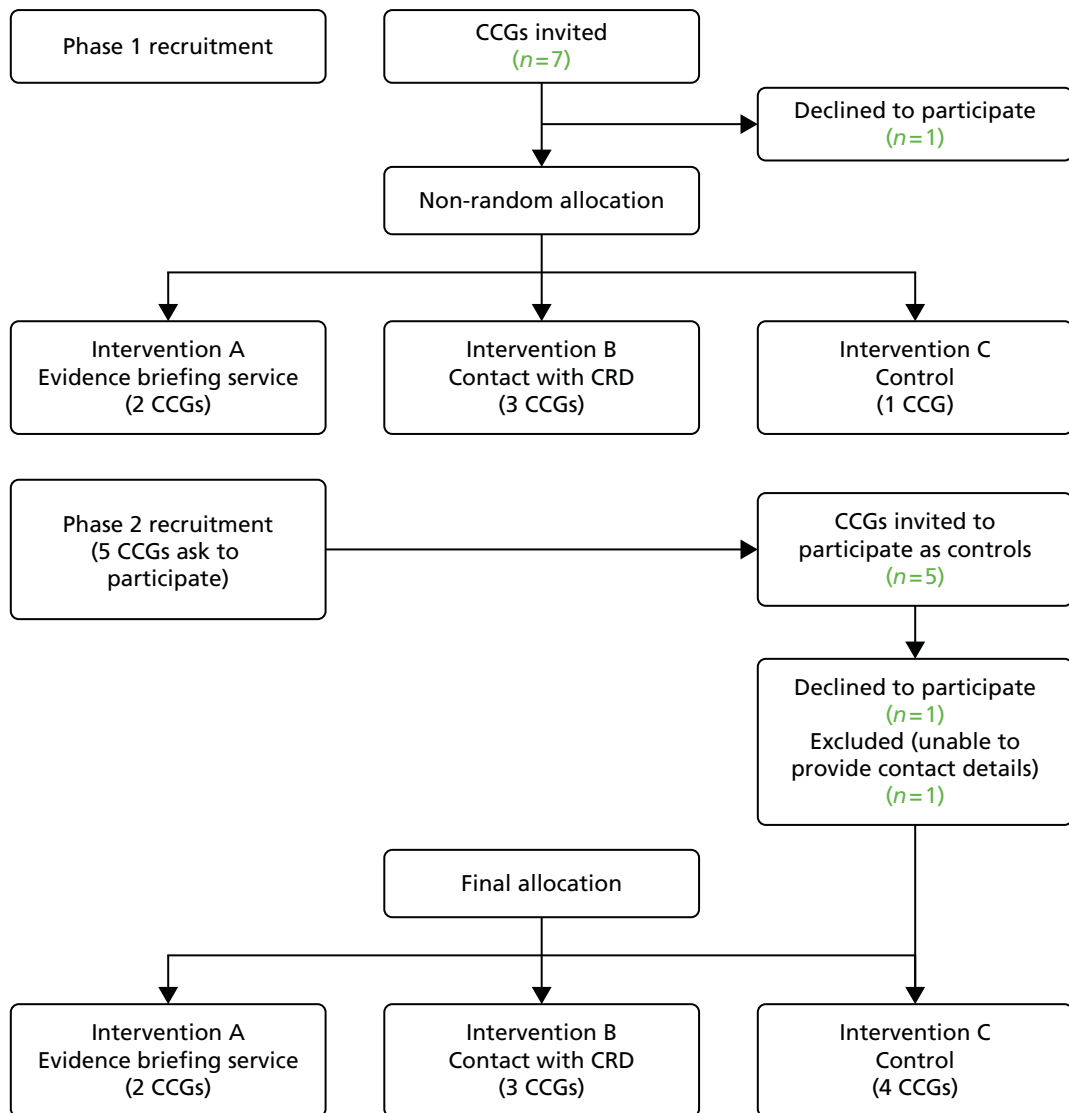 Phase 1 recruitment
CCGs invited
(n=7)
Declined to participate
(n=1)
Non-random allocation
Intervention A
Evidence briefing service
(2 CCGs)
Intervention B
Contact with CRD
(3 CCGs)
Intervention C
Control
(1 CCG)
Phase 2 recruitment
(5 CCGs ask to
participate)
CCGs invited to
participate as controls
(n=5)
Declined to participate
(n=1)
Excluded (unable to
provide contact details)
(n=1)
Final allocation
Intervention A
Evidence briefing service
(2 CCGs)
Intervention B
Contact with CRD
(3 CCGs)
Intervention C
Control
(4 CCGs)